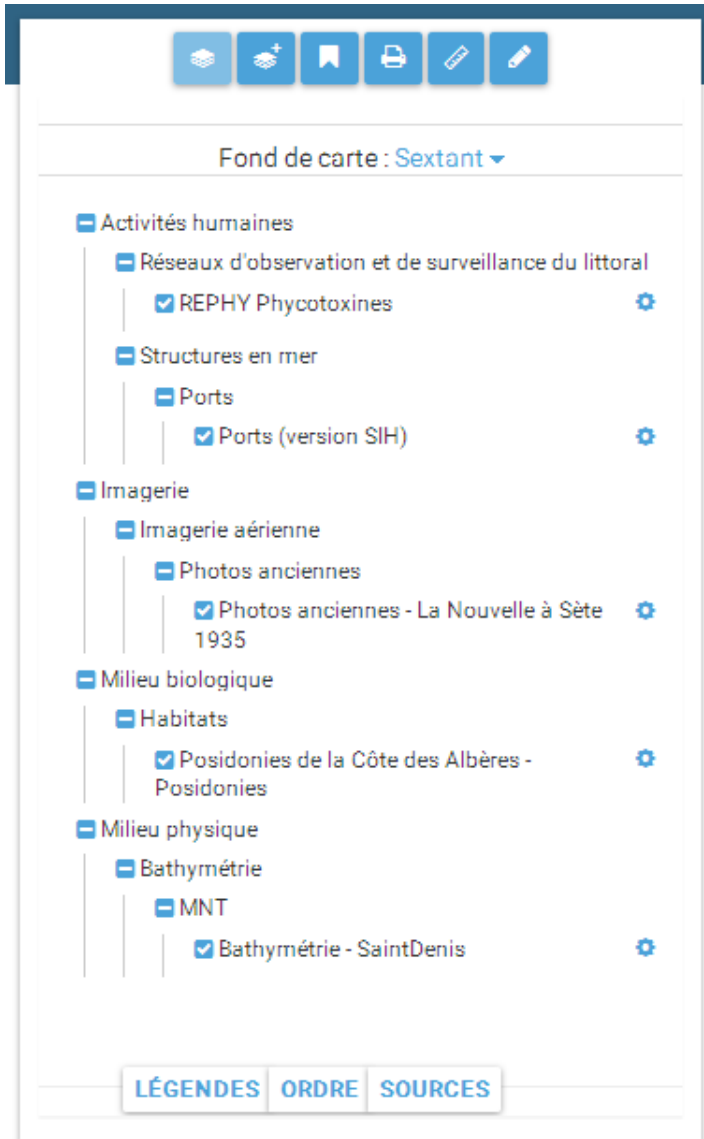 Fond de carte : Sextant
Activités humaines
Réseaux d'observation et de surveillance du littoral
REPHY Phycotoxines
Structures en mer
Ports
Ports (version SIH)
Imagerie
Imagerie aérienne
Photos anciennes
Photos anciennes - La Nouvelle à Sète
1935
Milieu biologique
Habitats
Posidonies de la Côte des Albères -
Posidonies
Milieu physique
Bathymétrie
MNT
Bathymétrie - SaintDenis
LÉGENDES ORDRE SOURCES